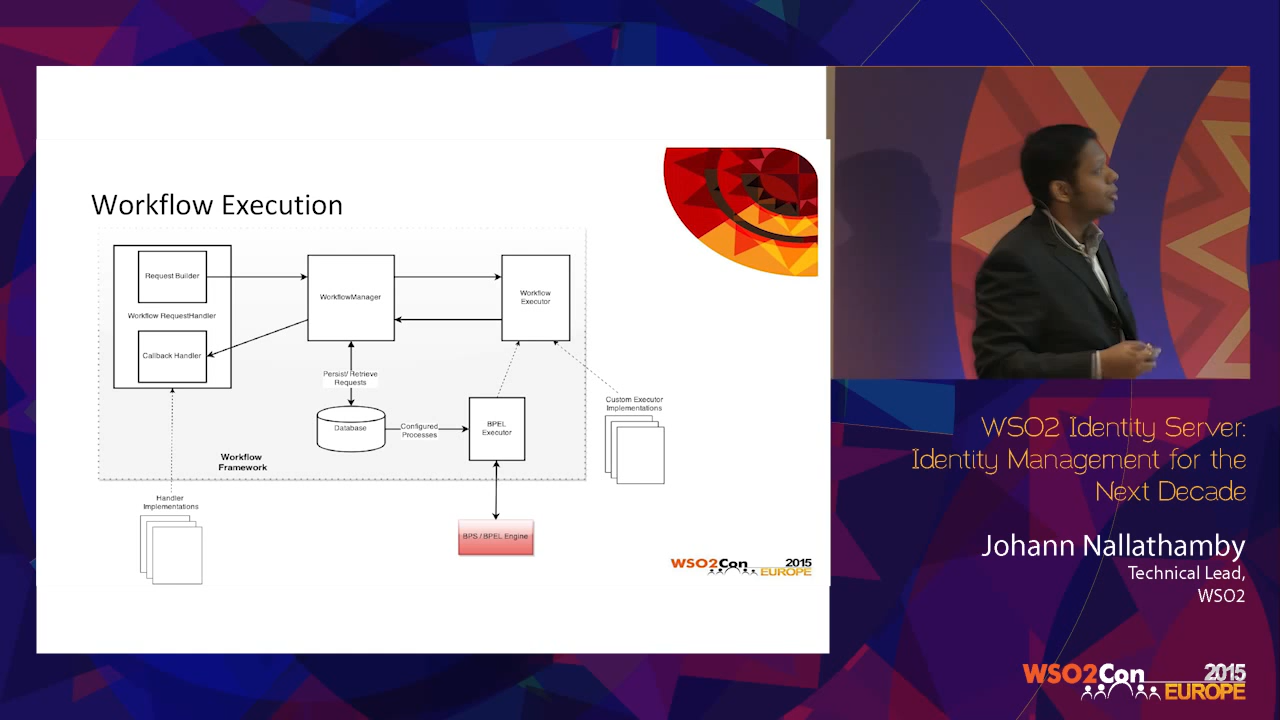 Workflow Execution
Request Builder
Workflow RequestHandler
Callback Handler
WorkflowManager
Workflow
Executor
Persist/ Retrieve
Requests
Database
Configured
Processes
BPEL
Executor
Custom Executor
Implementations
Workflow
Framework
Handler
Implementations
BPS / BPEL Engine
WSO2Con 2015
EUROPE
WSO2 Identity Server:
Identity Management for the
Next Decade
Johann Nallathamby
Technical Lead,
WSO2
WSO2Con 2015
EUROPE